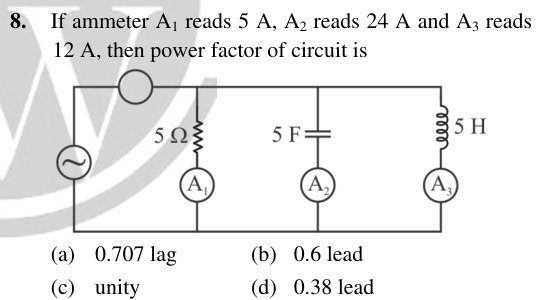 8. If ammeter A₁ reads 5 A, A₂ reads 24 A and A₃ reads
12 A, then power factor of circuit is
5 Ω
5 F
5 H
A₁
A₂
A₃
(a) 0.707 lag (b) 0.6 lead
(c) unity (d) 0.38 lead